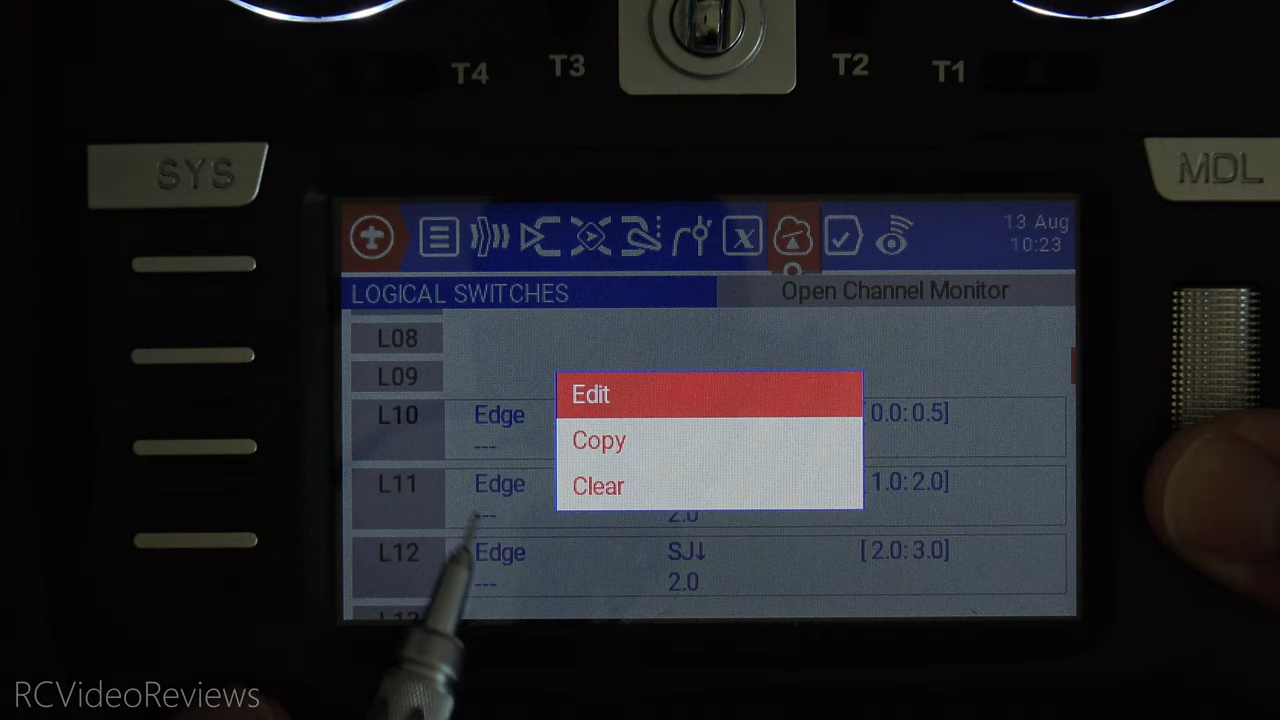 T4 T3 T2 T1
SYS MDL
13 Aug
10:23
LOGICAL SWITCHES Open Channel Monitor
L08
L09
Edit
L10 Edge [0.0:0.5]
---
Copy
L11 Edge [1.0:2.0]
Clear
--- 2.0
L12 Edge SJ↓ [2.0:3.0]
--- 2.0
L13
RCVideoReviews